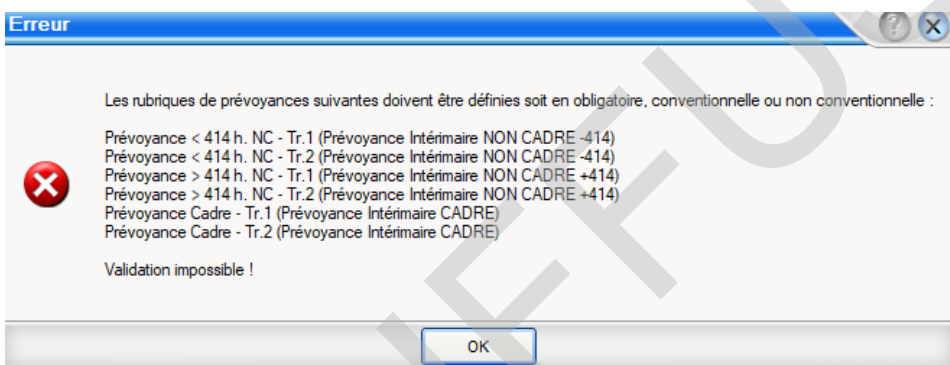 Erreur
Les rubriques de prévoyances suivantes doivent être définies soit en obligatoire, conventionnelle ou non conventionnelle :
Prévoyance < 414 h. NC - Tr.1 (Prévoyance Intérimaire NON CADRE -414)
Prévoyance < 414 h. NC - Tr.2 (Prévoyance Intérimaire NON CADRE -414)
Prévoyance > 414 h. NC - Tr.1 (Prévoyance Intérimaire NON CADRE +414)
Prévoyance > 414 h. NC - Tr.2 (Prévoyance Intérimaire NON CADRE +414)
Prévoyance Cadre - Tr.1 (Prévoyance Intérimaire CADRE)
Prévoyance Cadre - Tr.2 (Prévoyance Intérimaire CADRE)
Validation impossible !
OK